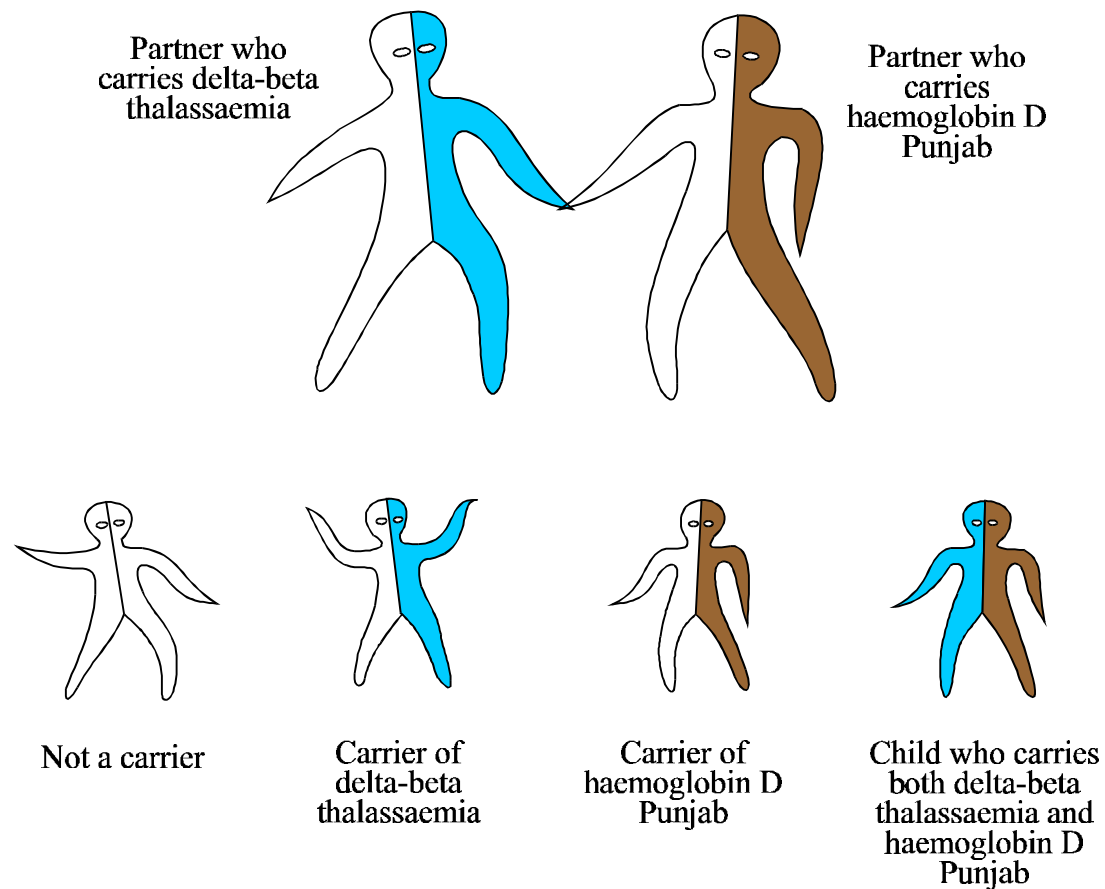 Partner who
carries delta-beta
thalassaemia
Partner who
carries
haemoglobin D
Punjab
Not a carrier
Carrier of
delta-beta
thalassaemia
Carrier of
haemoglobin D
Punjab
Child who carries
both delta-beta
thalassaemia and
haemoglobin D
Punjab